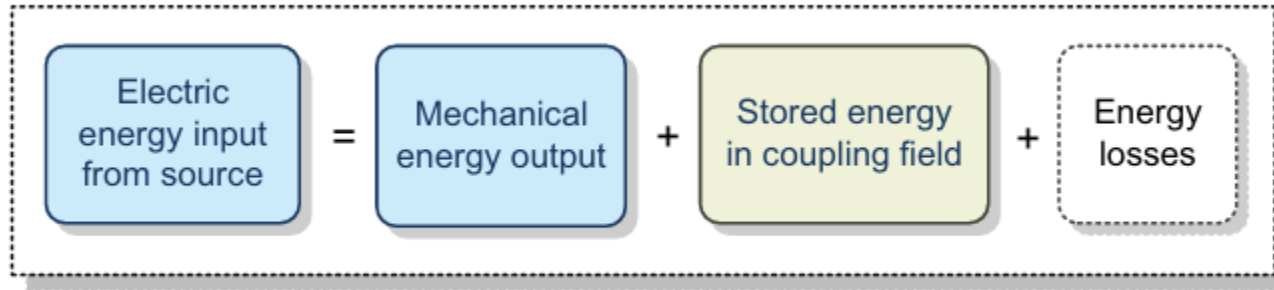 Electric
energy input
from source
=
Mechanical
energy output
+
Stored energy
in coupling field
+
Energy
losses